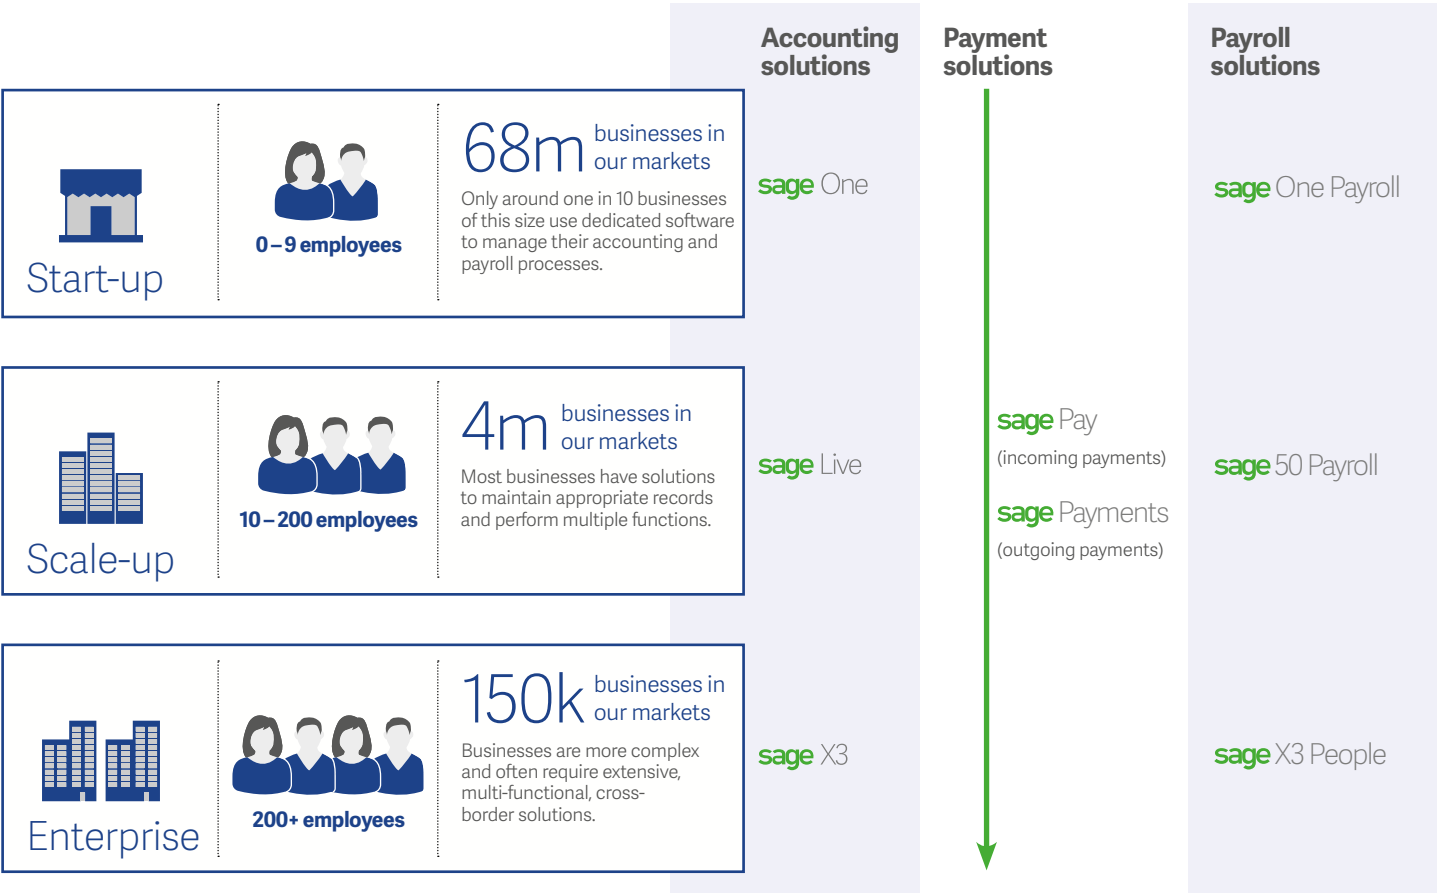 Accounting
solutions
Payment
solutions
Payroll
solutions
Start-up
0 – 9 employees
68m businesses in
our markets
Only around one in 10 businesses
of this size use dedicated software
to manage their accounting and
payroll processes.
sage One
sage One Payroll
Scale-up
10 – 200 employees
4m businesses in
our markets
Most businesses have solutions
to maintain appropriate records
and perform multiple functions.
sage Live
sage Pay
(incoming payments)
sage Payments
(outgoing payments)
sage 50 Payroll
Enterprise
200+ employees
150k businesses in
our markets
Businesses are more complex
and often require extensive,
multi-functional, cross-
border solutions.
sage X3
sage X3 People